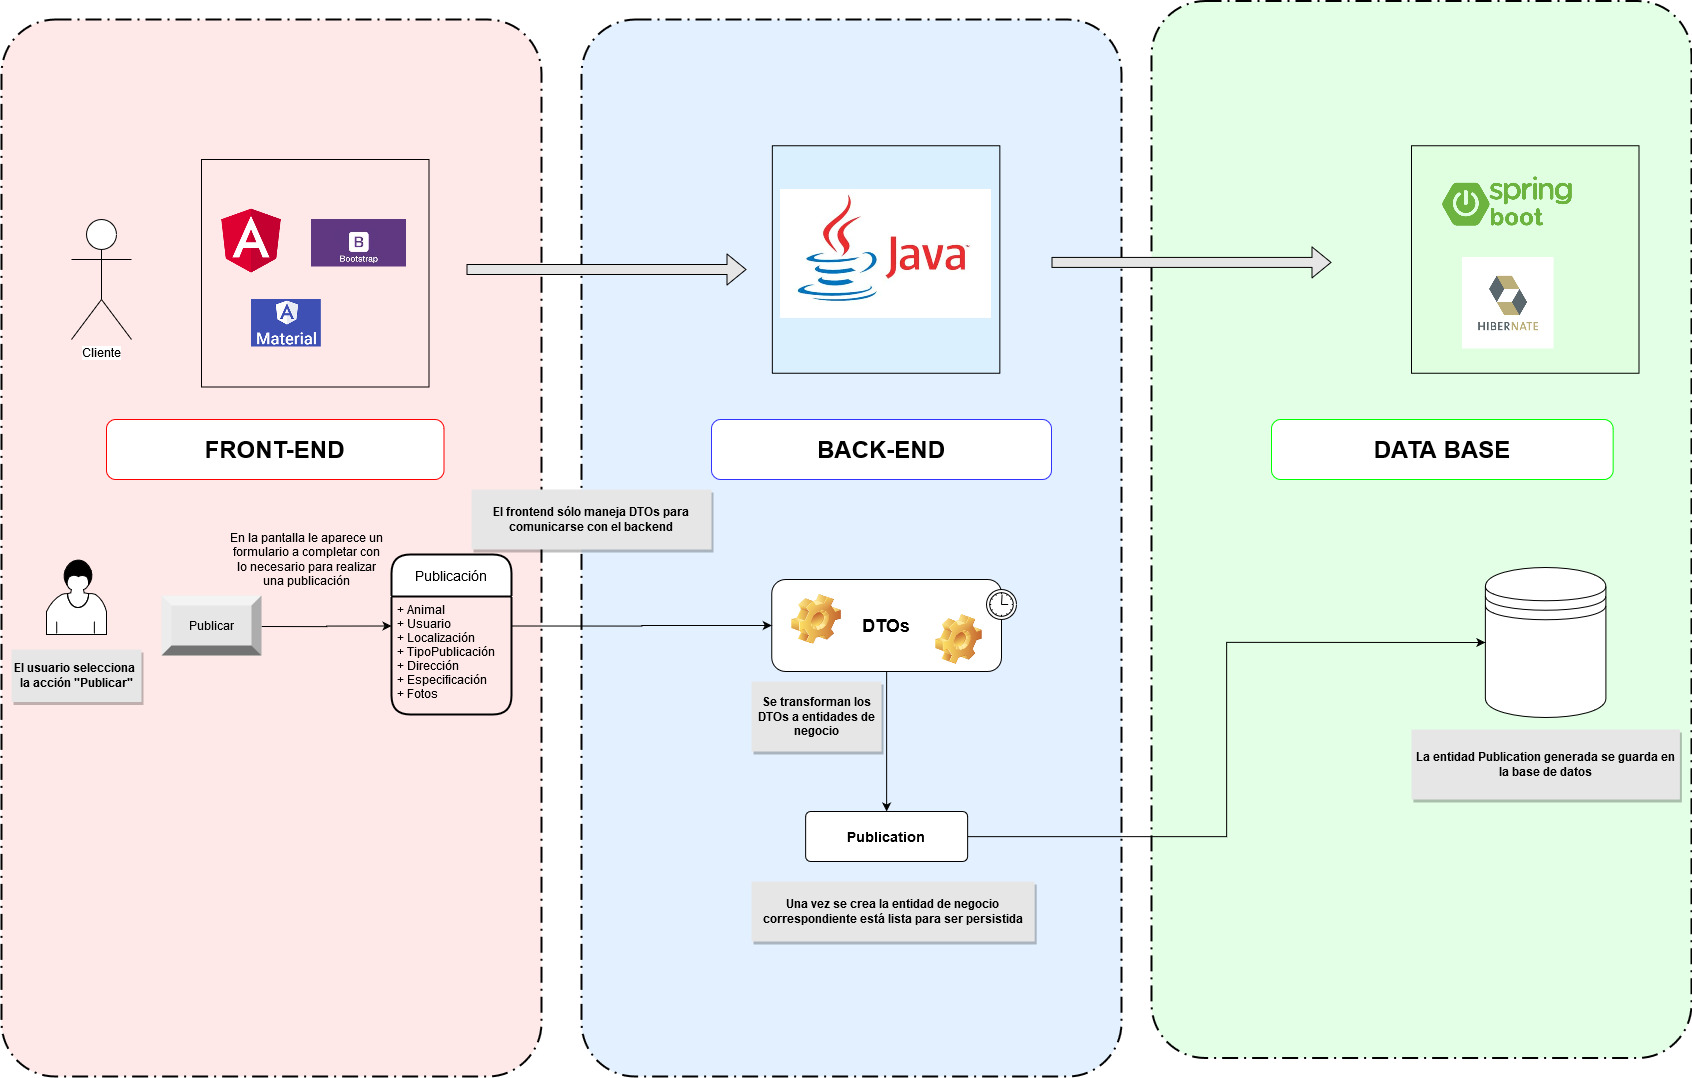 Cliente
A
B
Bootstrap
A
Material
FRONT-END
Java
BACK-END
spring
boot
HIBERNATE
DATA BASE
El frontend sólo maneja DTOs para
comunicarse con el backend
En la pantalla le aparece un
formulario a completar con
lo necesario para realizar
una publicación
El usuario selecciona
la acción "Publicar"
Publicar
Publicación
+ Animal
+ Usuario
+ Localización
+ TipoPublicación
+ Dirección
+ Especificación
+ Fotos
DTOs
Se transforman los
DTOs a entidades de
negocio
Publication
Una vez se crea la entidad de negocio
correspondiente está lista para ser persistida
La entidad Publication generada se guarda en
la base de datos